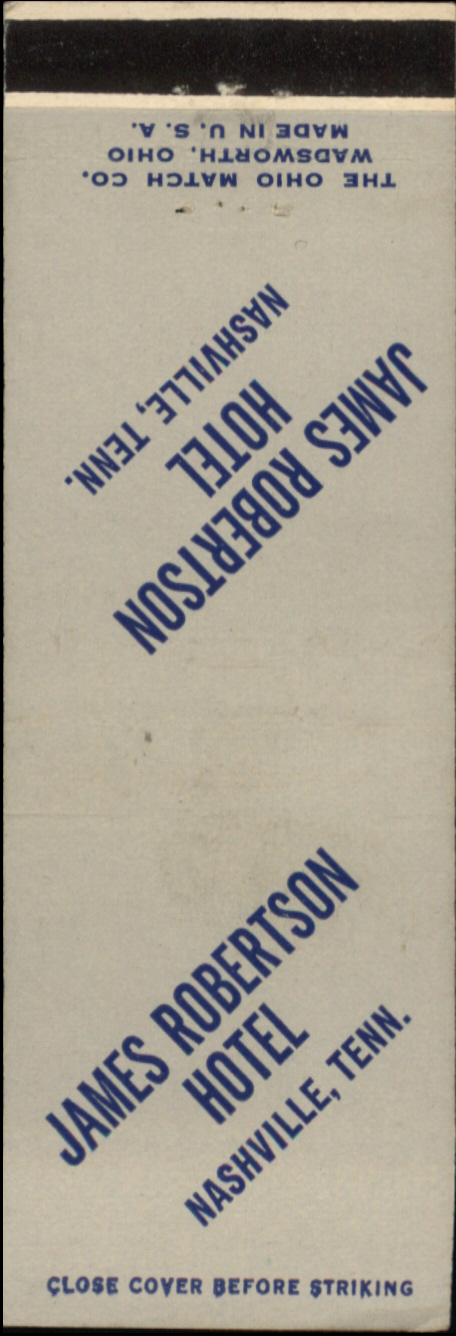 THE OHIO MATCH CO.
WADSWORTH, OHIO
MADE IN U. S. A.
JAMES ROBERTSON
HOTEL
NASHVILLE, TENN.
JAMES ROBERTSON
HOTEL
NASHVILLE, TENN.
CLOSE COVER BEFORE STRIKING